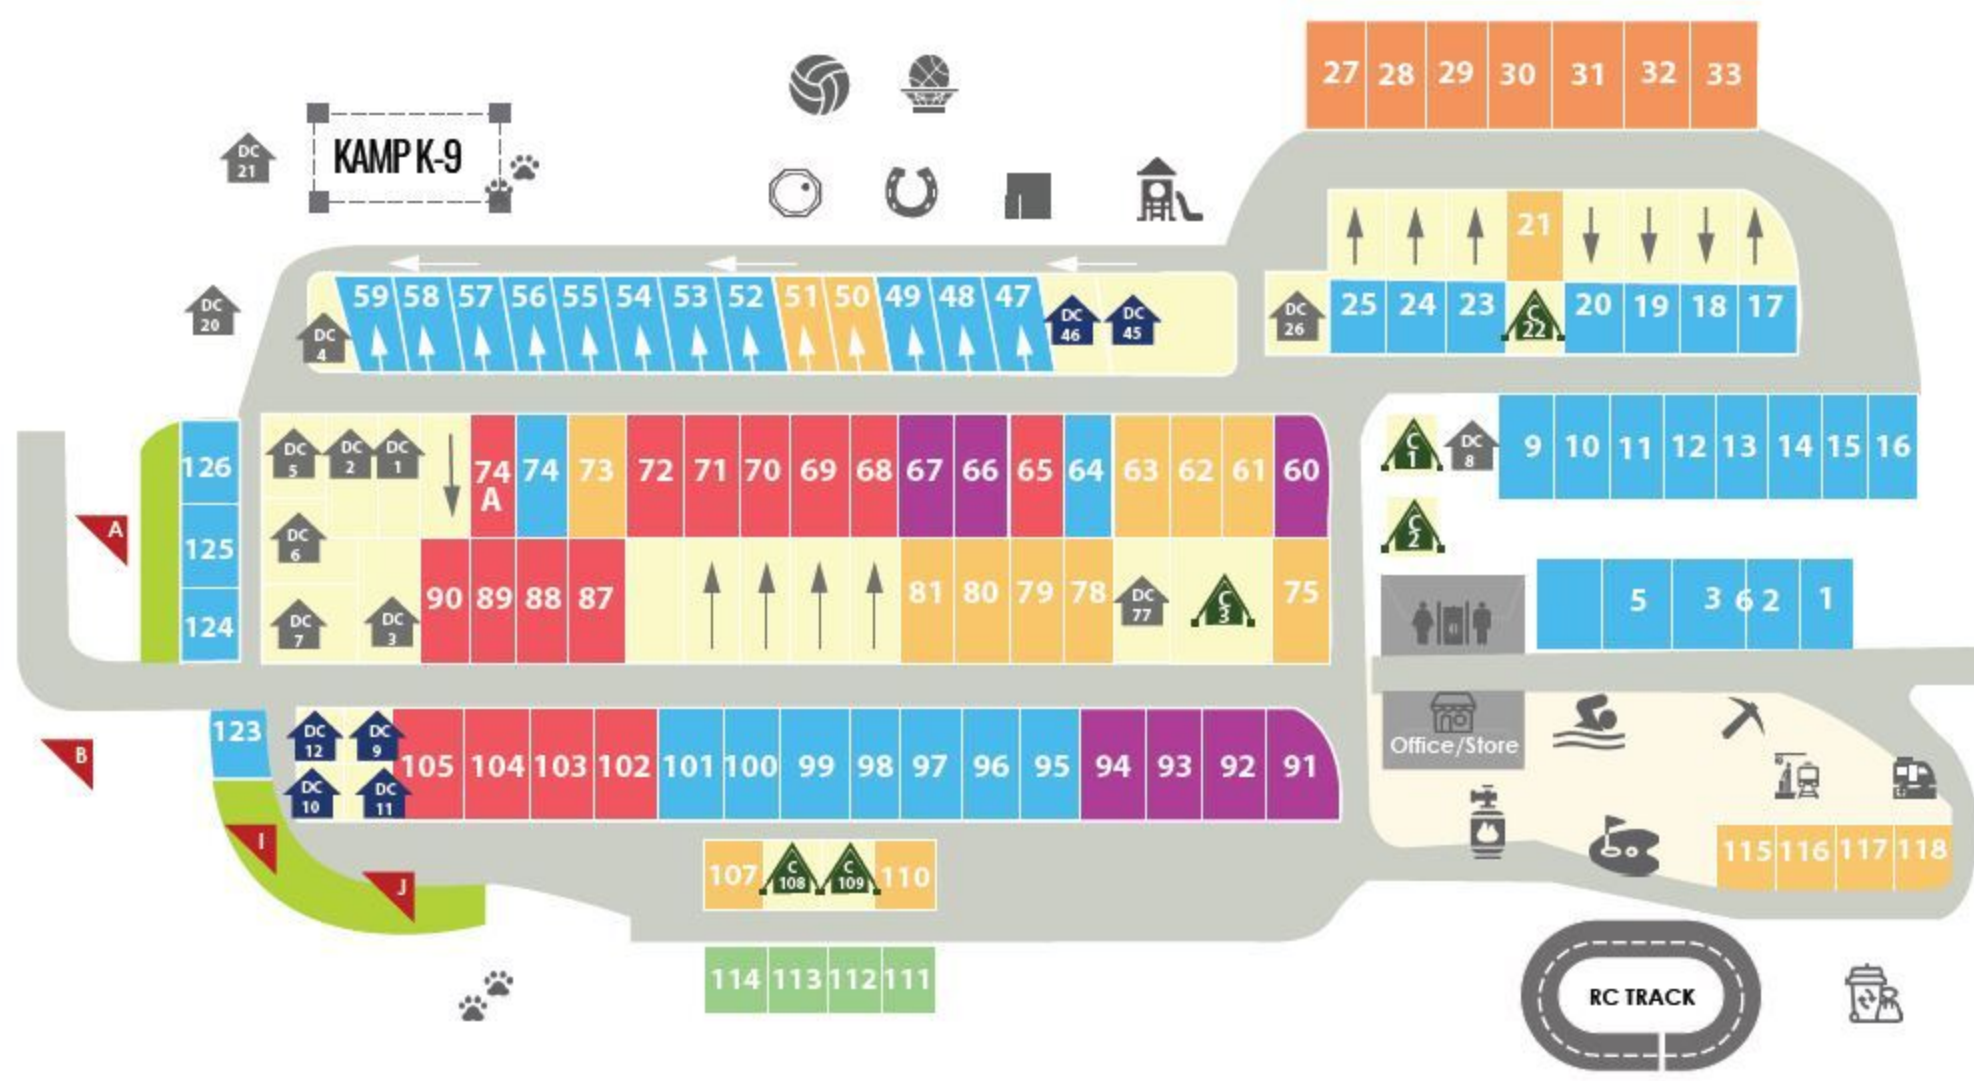 27 28 29 30 31 32 33
DC
21
KAMP K-9
21
25 24 23 20 19 18 17
C
22
DC
26
59 58 57 56 55 54 53 52 51 50 49 48 47
DC
46
DC
45
DC
20
DC
4
126
125
124
DC
5
DC
2
DC
1
74
A
74 73 72 71 70 69 68 67 66 65 64 63 62 61 60
C
1
DC
8
9 10 11 12 13 14 15 16
A
DC
6
C
2
DC
7
DC
3
90 89 88 87 81 80 79 78
DC
77
C
3
75
5 3 6 2 1
123
B
DC
12
DC
9
DC
10
DC
11
105 104 103 102 101 100 99 98 97 96 95 94 93 92 91
Office/Store
I
J
107
C
108
C
109
110
115 116 117 118
114 113 112 111
RC TRACK